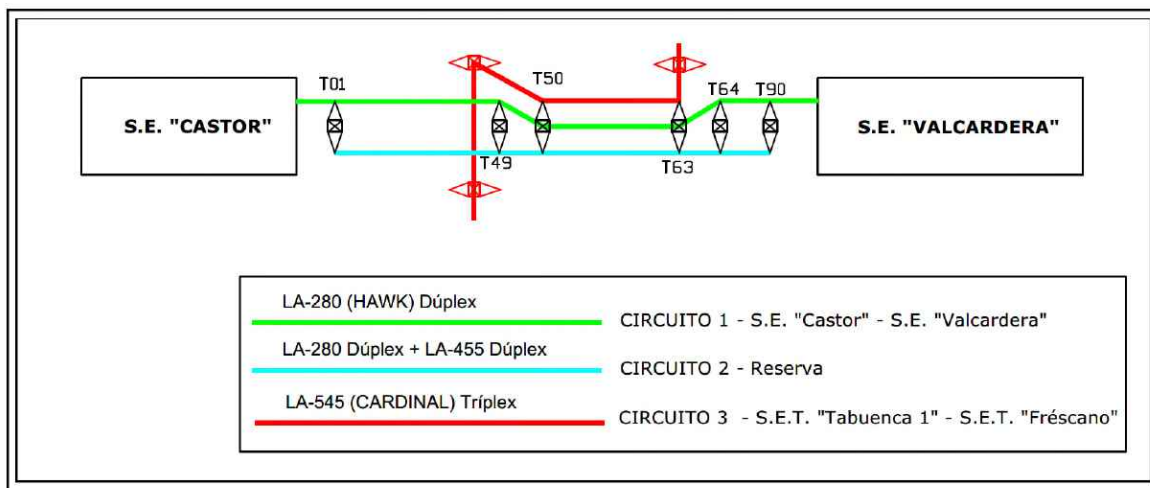 T01
T50
T64 T90
S.E. "CASTOR"
S.E. "VALCARDERA"
T49
T63
LA-280 (HAWK) Dúplex
CIRCUITO 1 - S.E. "Castor" - S.E. "Valcardera"
LA-280 Dúplex + LA-455 Dúplex
CIRCUITO 2 - Reserva
LA-545 (CARDINAL) Tríplex
CIRCUITO 3 - S.E.T. "Tabuenca 1" - S.E.T. "Fréscano"